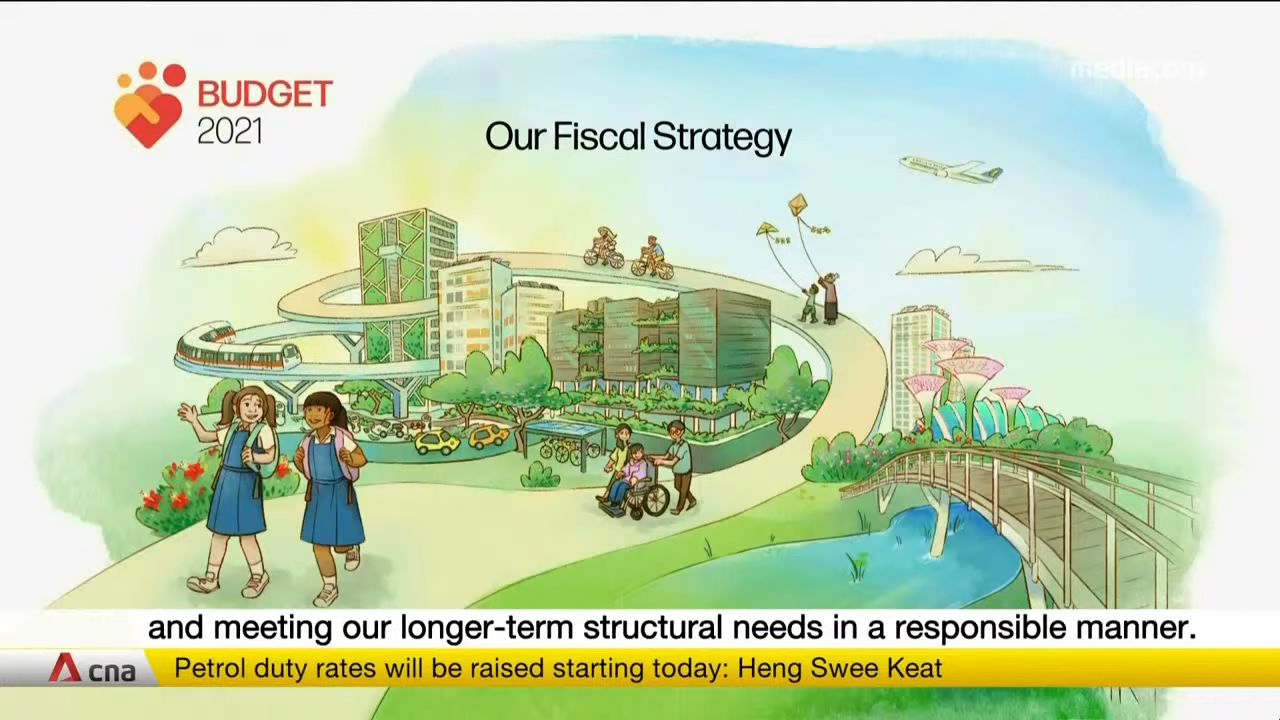 mediacorp
BUDGET
2021
Our Fiscal Strategy
and meeting our longer-term structural needs in a responsible manner.
cna
Petrol duty rates will be raised starting today: Heng Swee Keat